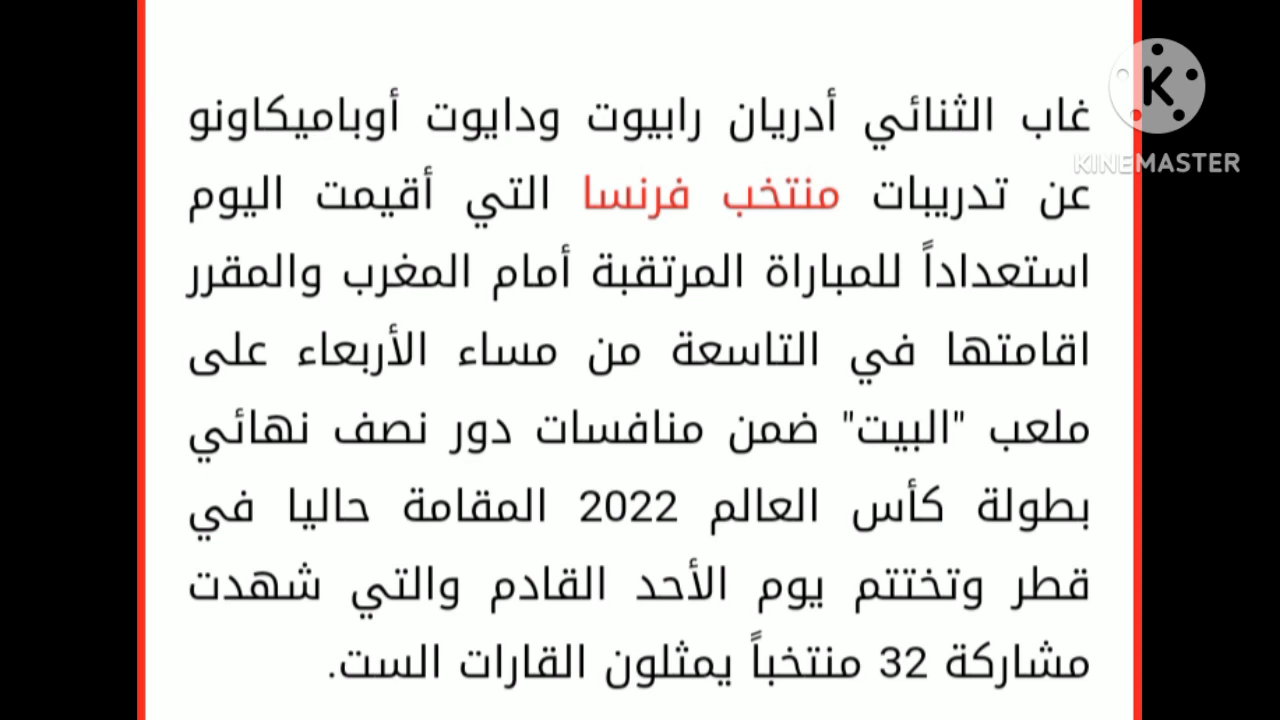 غاب الثنائي أدريان رابيوت ودايوت أوباميكاونو
عن تدريبات منتخب فرنسا التي أقيمت اليوم
استعداداً للمباراة المرتقبة أمام المغرب والمقرر
اقامتها في التاسعة من مساء الأربعاء على
ملعب "البيت" ضمن منافسات دور نصف نهائي
بطولة كأس العالم 2022 المقامة حاليا في
قطر وتختتم يوم الأحد القادم والتي شهدت
مشاركة 32 منتخباً يمثلون القارات الست.
K
KINEMASTER